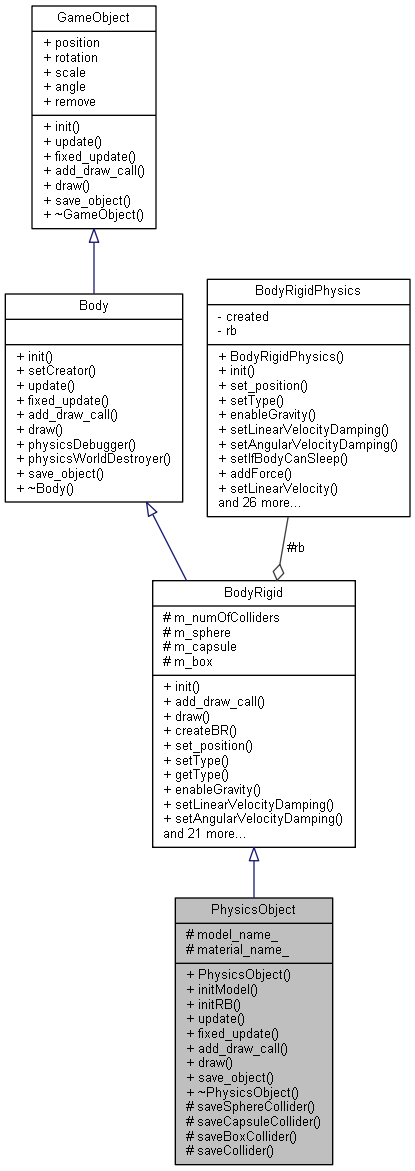 GameObject
+ position
+ rotation
+ scale
+ angle
+ remove
+ init()
+ update()
+ fixed_update()
+ add_draw_call()
+ draw()
+ save_object()
+ ~GameObject()
Body
+ init()
+ setCreator()
+ update()
+ fixed_update()
+ add_draw_call()
+ draw()
+ physicsDebugger()
+ physicsWorldDestroyer()
+ save_object()
+ ~Body()
BodyRigidPhysics
- created
- rb
+ BodyRigidPhysics()
+ init()
+ set_position()
+ setType()
+ enableGravity()
+ setLinearVelocityDamping()
+ setAngularVelocityDamping()
+ setIfBodyCanSleep()
+ addForce()
+ setLinearVelocity()
and 26 more...
#rb
BodyRigid
# m_numOfColliders
# m_sphere
# m_capsule
# m_box
+ init()
+ add_draw_call()
+ draw()
+ createBR()
+ set_position()
+ setType()
+ getType()
+ enableGravity()
+ setLinearVelocityDamping()
+ setAngularVelocityDamping()
and 21 more...
PhysicsObject
# model_name_
# material_name_
+ PhysicsObject()
+ initModel()
+ initRB()
+ update()
+ fixed_update()
+ add_draw_call()
+ draw()
+ save_object()
+ ~PhysicsObject()
# saveSphereCollider()
# saveCapsuleCollider()
# saveBoxCollider()
# saveCollider()